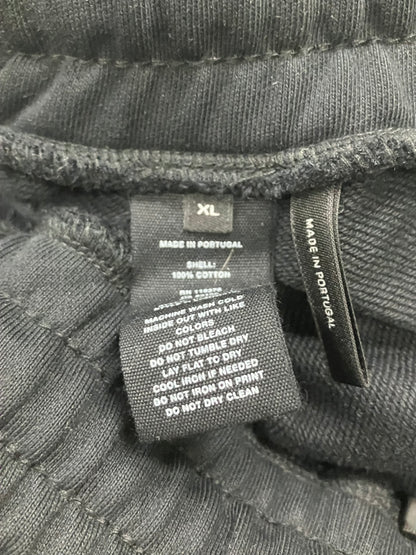 XL
MADE IN PORTUGAL
SHELL:
100% COTTON
MACHINE WASH COLD
INSIDE OUT WITH LIKE
COLORS
DO NOT BLEACH
DO NOT TUMBLE DRY
LAY FLAT TO DRY
COOL IRON IF NEEDED
DO NOT IRON ON PRINT
DO NOT DRY CLEAN
MADE IN PORTUGAL